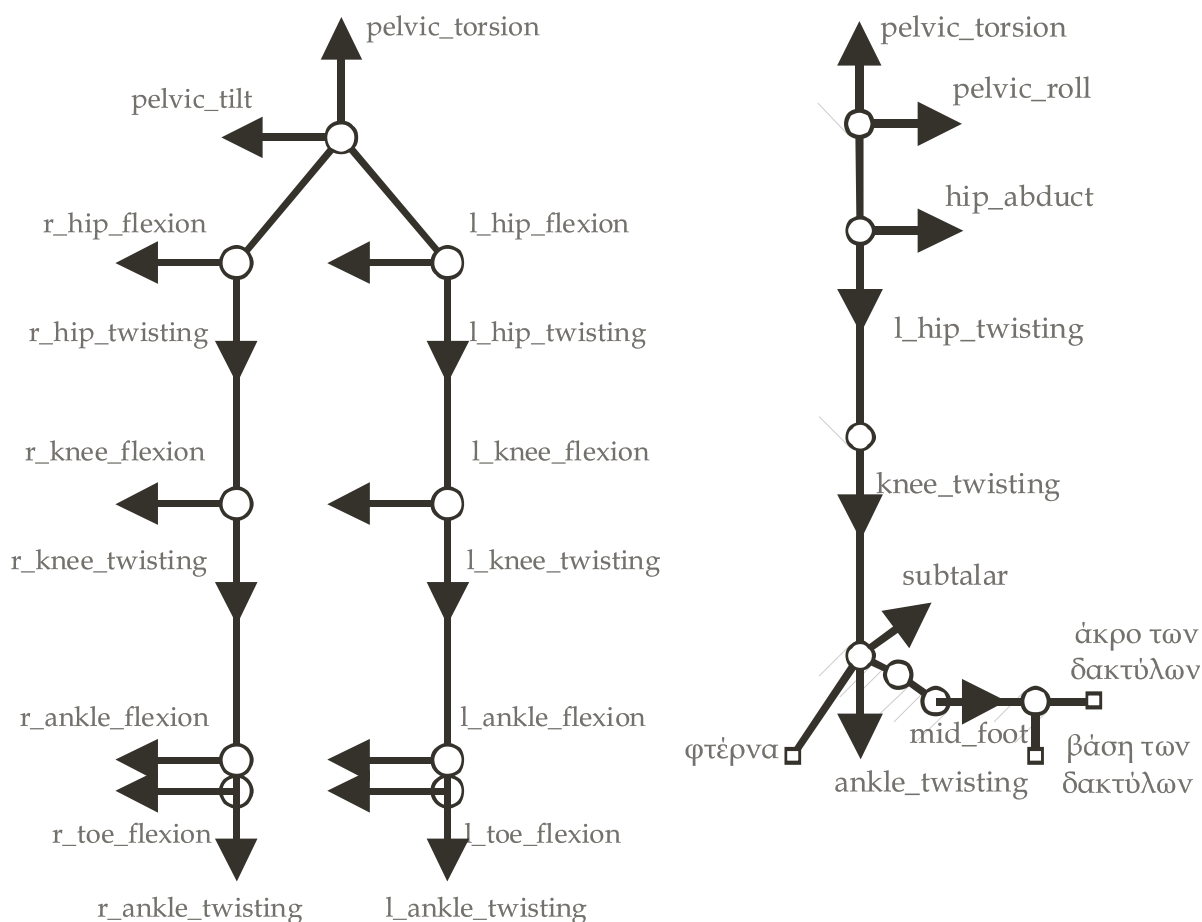 pelvic_torsion
pelvic_tilt
r_hip_flexion
l_hip_flexion
r_hip_twisting
l_hip_twisting
r_knee_flexion
l_knee_flexion
r_knee_twisting
l_knee_twisting
r_ankle_flexion
l_ankle_flexion
r_toe_flexion
l_toe_flexion
r_ankle_twisting
l_ankle_twisting
pelvic_torsion
pelvic_roll
hip_abduct
l_hip_twisting
knee_twisting
subtalar
άκρο των
δακτύλων
mid_foot
φτέρνα
βάση των
δακτύλων
ankle_twisting